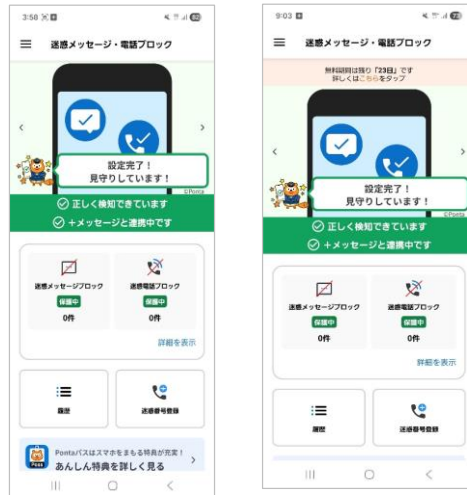 3:50
迷惑メッセージ・電話ブロック
設定完了！
見守りしています！
©Ponta
正しく検知できています
＋メッセージと連携中です
迷惑メッセージブロック
保護中
0件
迷惑電話ブロック
保護中
0件
詳細を表示
履歴
迷惑番号登録
Pontaパスはスマホをまもる特典が充実！
あんしん特典を詳しく見る
9:03
迷惑メッセージ・電話ブロック
無料期間は残り「23日」です
詳しくはこちらをタップ
設定完了！
見守りしています！
©Ponta
正しく検知できています
＋メッセージと連携中です
迷惑メッセージブロック
保護中
0件
迷惑電話ブロック
保護中
0件
詳細を表示
履歴
迷惑番号登録